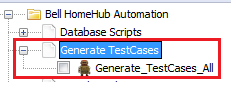 Bell HomeHub Automation
Database Scripts
Generate TestCases
Generate_TestCases_All